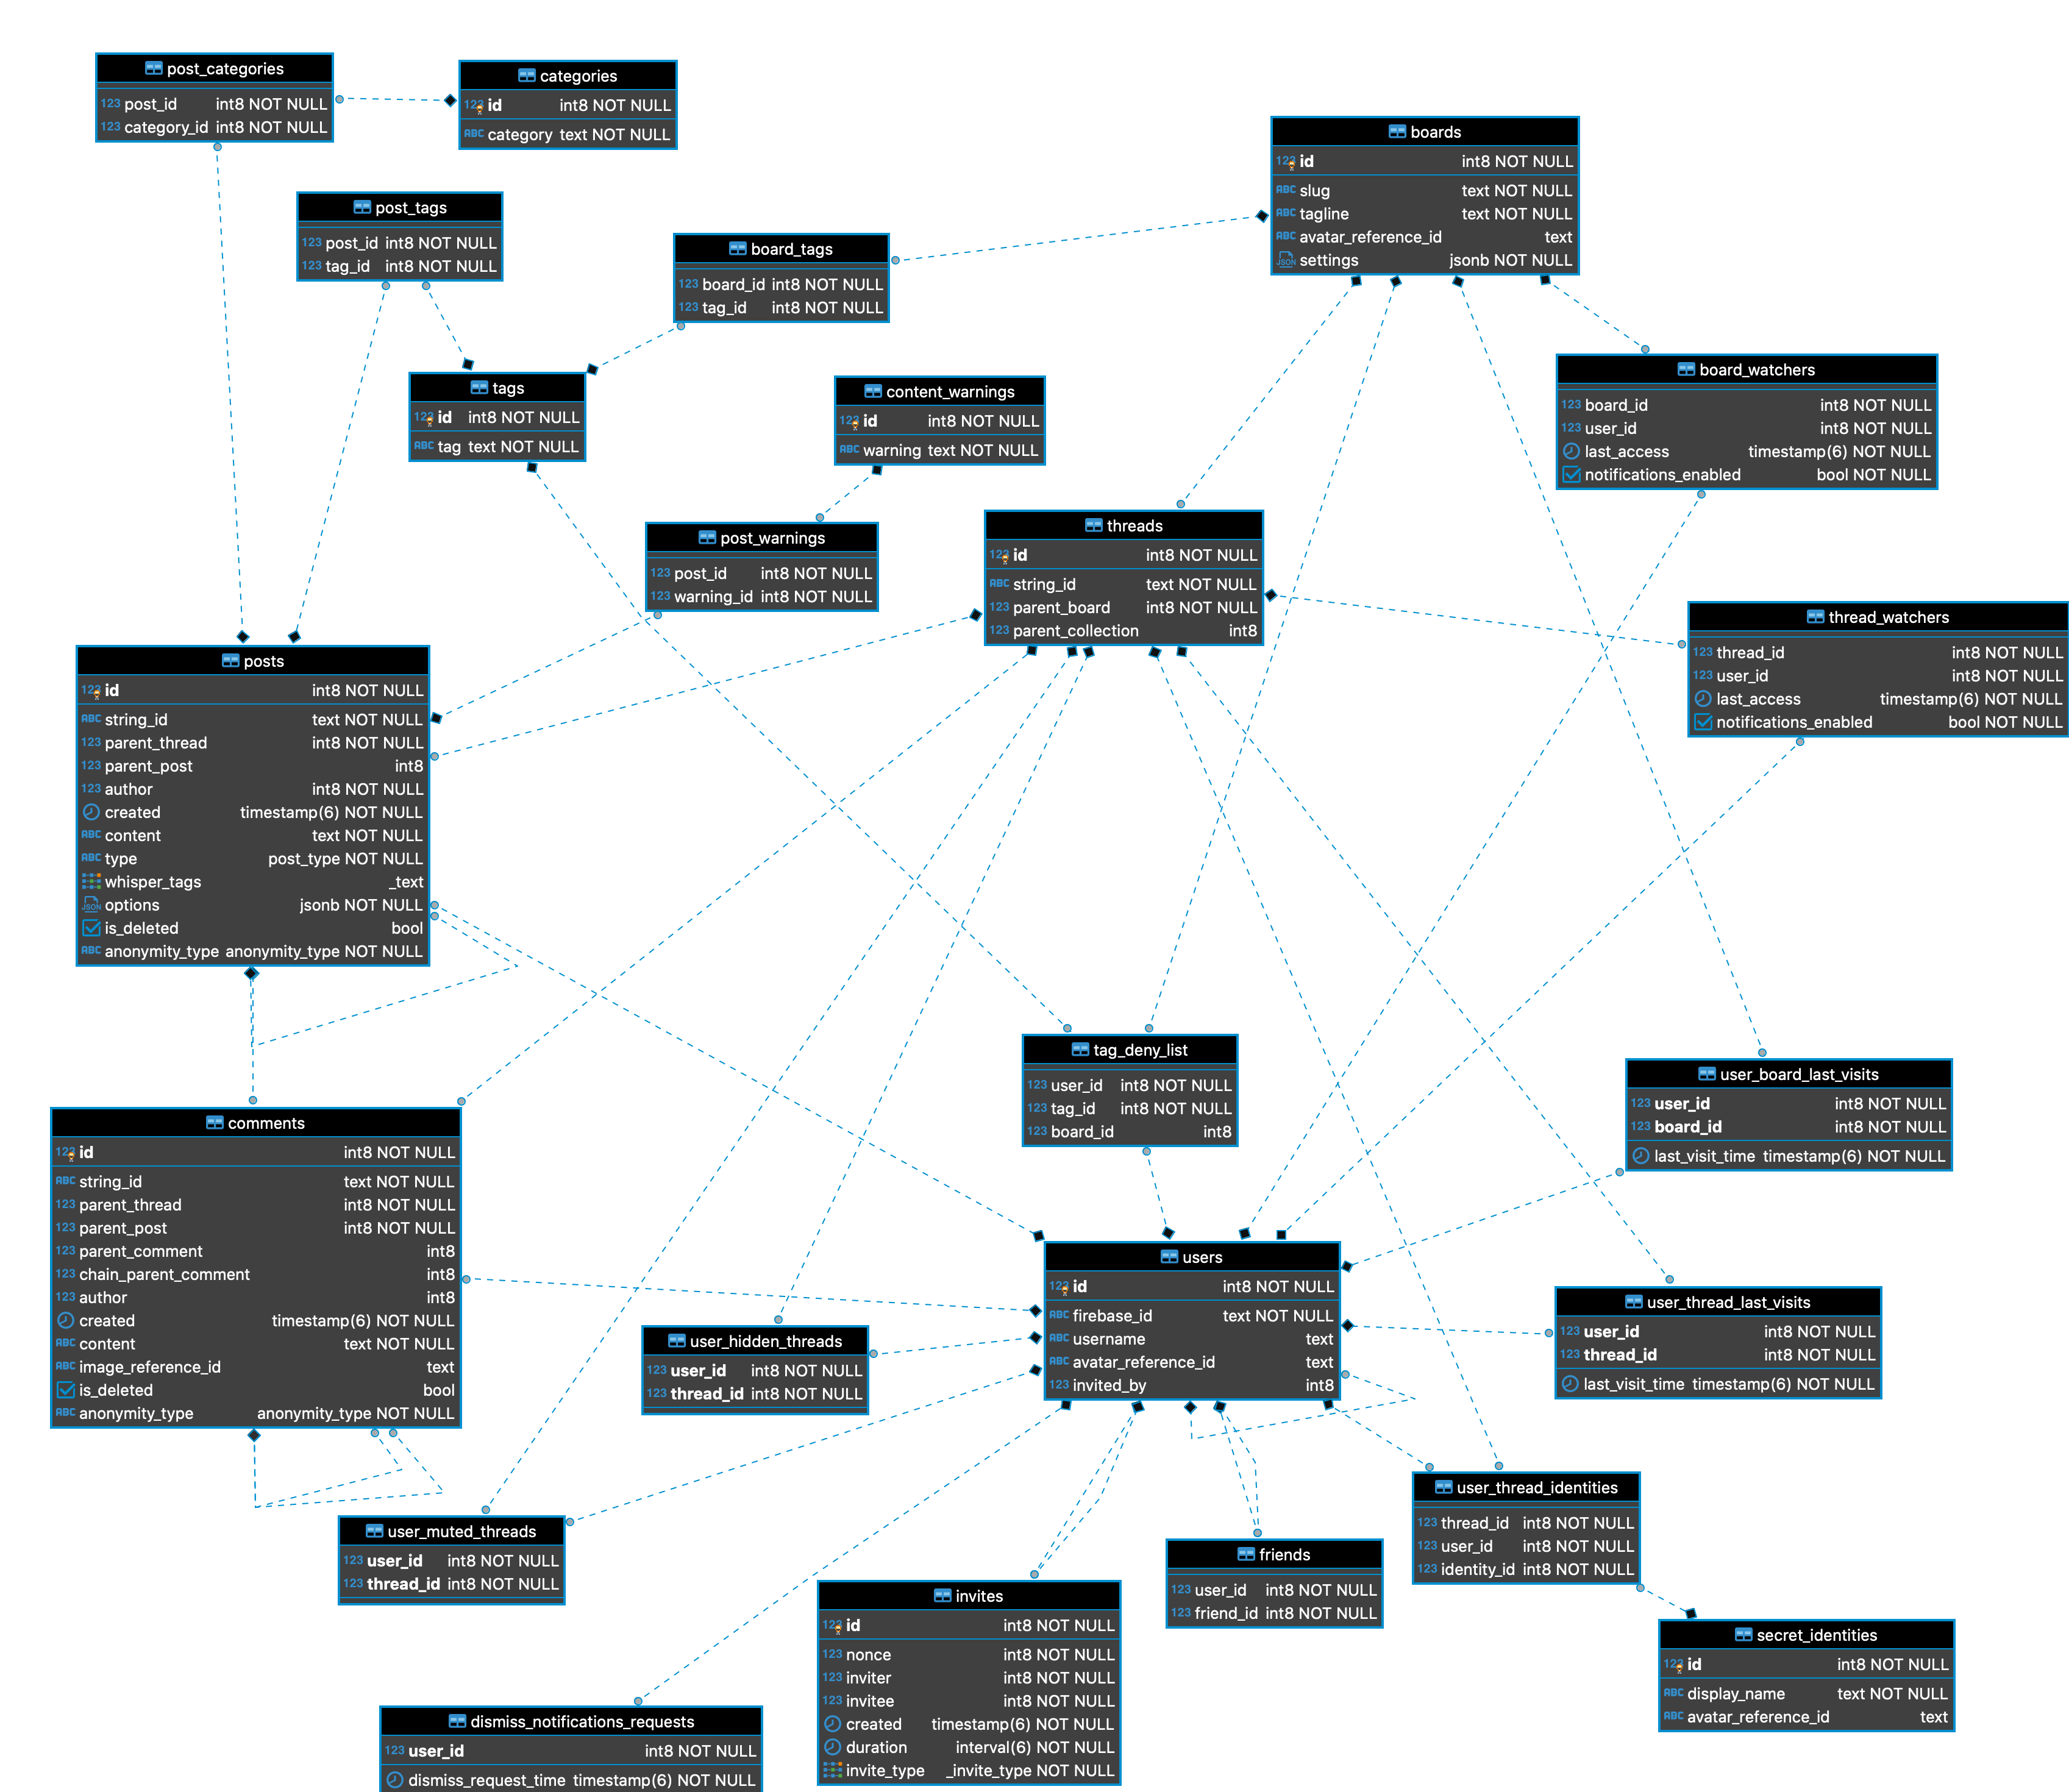 post_categories
123 post_id int8 NOT NULL
123 category_id int8 NOT NULL
categories
123 id int8 NOT NULL
ABC category text NOT NULL
boards
123 id int8 NOT NULL
ABC slug text NOT NULL
ABC tagline text NOT NULL
ABC avatar_reference_id text
JSON settings jsonb NOT NULL
post_tags
123 post_id int8 NOT NULL
123 tag_id int8 NOT NULL
board_tags
123 board_id int8 NOT NULL
123 tag_id int8 NOT NULL
tags
123 id int8 NOT NULL
ABC tag text NOT NULL
content_warnings
123 id int8 NOT NULL
ABC warning text NOT NULL
board_watchers
123 board_id int8 NOT NULL
123 user_id int8 NOT NULL
last_access timestamp(6) NOT NULL
notifications_enabled bool NOT NULL
post_warnings
123 post_id int8 NOT NULL
123 warning_id int8 NOT NULL
threads
123 id int8 NOT NULL
ABC string_id text NOT NULL
123 parent_board int8 NOT NULL
123 parent_collection int8
thread_watchers
123 thread_id int8 NOT NULL
123 user_id int8 NOT NULL
last_access timestamp(6) NOT NULL
notifications_enabled bool NOT NULL
posts
123 id int8 NOT NULL
ABC string_id text NOT NULL
123 parent_thread int8 NOT NULL
123 parent_post int8
123 author int8 NOT NULL
created timestamp(6) NOT NULL
ABC content text NOT NULL
ABC type post_type NOT NULL
whisper_tags _text
JSON options jsonb NOT NULL
is_deleted bool
ABC anonymity_type anonymity_type NOT NULL
tag_deny_list
123 user_id int8 NOT NULL
123 tag_id int8 NOT NULL
123 board_id int8
user_board_last_visits
123 user_id int8 NOT NULL
123 board_id int8 NOT NULL
last_visit_time timestamp(6) NOT NULL
comments
123 id int8 NOT NULL
ABC string_id text NOT NULL
123 parent_thread int8 NOT NULL
123 parent_post int8 NOT NULL
123 parent_comment int8
123 chain_parent_comment int8
123 author int8
created timestamp(6) NOT NULL
ABC content text NOT NULL
ABC image_reference_id text
is_deleted bool
ABC anonymity_type anonymity_type NOT NULL
users
123 id int8 NOT NULL
ABC firebase_id text NOT NULL
ABC username text
ABC avatar_reference_id text
123 invited_by int8
user_thread_last_visits
123 user_id int8 NOT NULL
123 thread_id int8 NOT NULL
last_visit_time timestamp(6) NOT NULL
user_hidden_threads
123 user_id int8 NOT NULL
123 thread_id int8 NOT NULL
user_thread_identities
123 thread_id int8 NOT NULL
123 user_id int8 NOT NULL
123 identity_id int8 NOT NULL
user_muted_threads
123 user_id int8 NOT NULL
123 thread_id int8 NOT NULL
friends
123 user_id int8 NOT NULL
123 friend_id int8 NOT NULL
invites
123 id int8 NOT NULL
123 nonce int8 NOT NULL
123 inviter int8 NOT NULL
123 invitee int8 NOT NULL
created timestamp(6) NOT NULL
duration interval(6) NOT NULL
invite_type _invite_type NOT NULL
secret_identities
123 id int8 NOT NULL
ABC display_name text NOT NULL
ABC avatar_reference_id text
dismiss_notifications_requests
123 user_id int8 NOT NULL
dismiss_request_time timestamp(6) NOT NULL